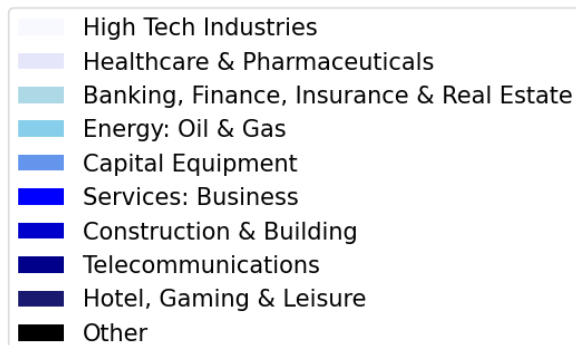 High Tech Industries
Healthcare & Pharmaceuticals
Banking, Finance, Insurance & Real Estate
Energy: Oil & Gas
Capital Equipment
Services: Business
Construction & Building
Telecommunications
Hotel, Gaming & Leisure
Other